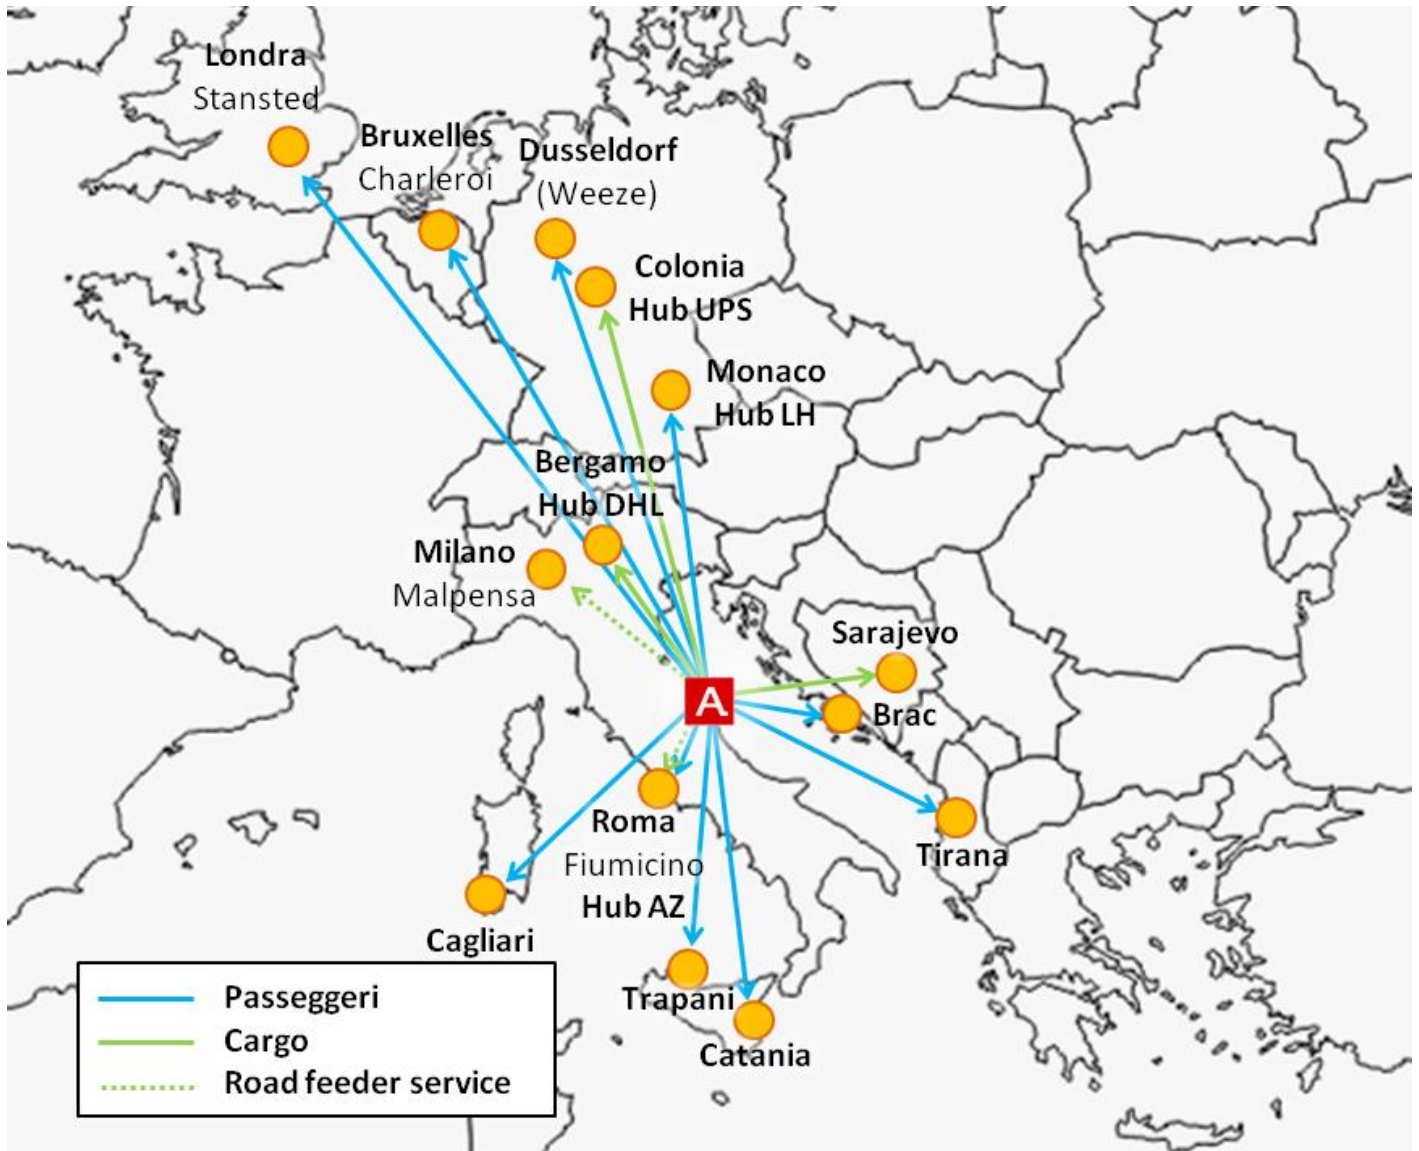 Londra
Stansted
Bruxelles
Charleroi
Dusseldorf
(Weeze)
Colonia
Hub UPS
Monaco
Hub LH
Bergamo
Hub DHL
Milano
Malpensa
Sarajevo
A
Brac
Roma
Fiumicino
Hub AZ
Tirana
Cagliari
Trapani
Catania
Passeggeri
Cargo
Road feeder service